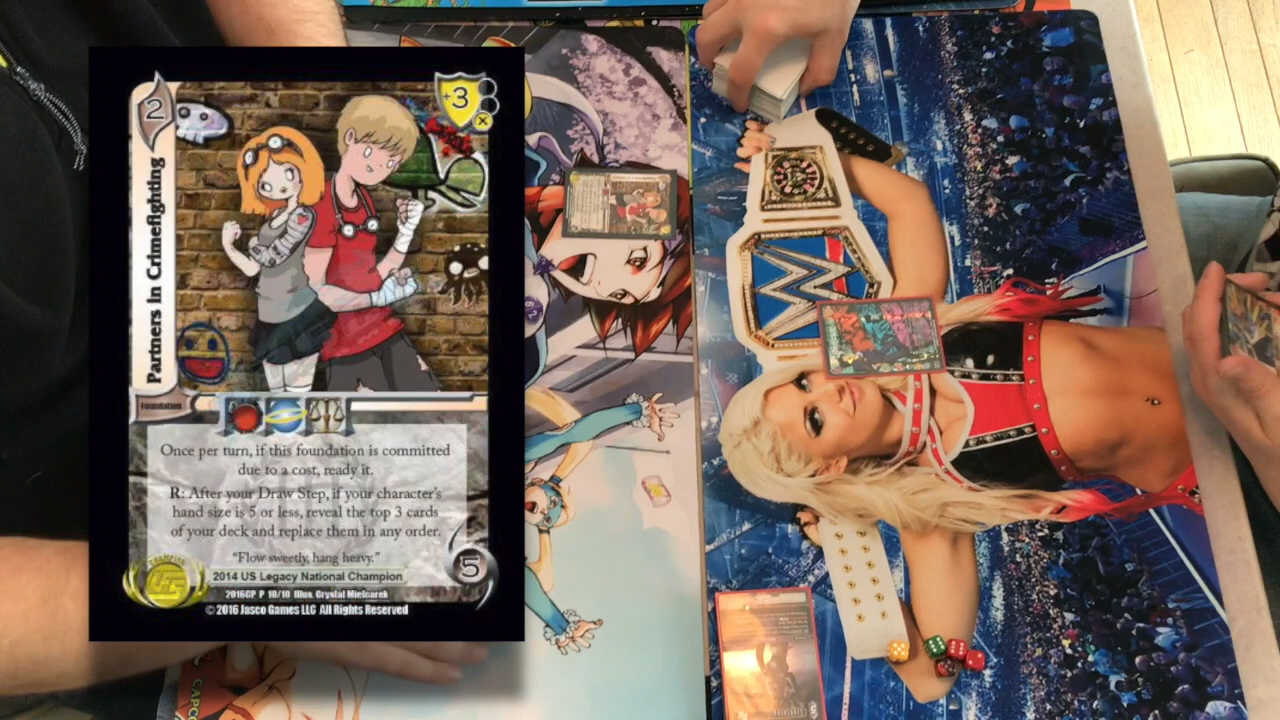 2
+3
Partners in Crimefighting
Foundation
Once per turn, if this foundation is committed
due to a cost, ready it.
R: After your Draw Step, if your character's
hand size is 5 or less, reveal the top 3 cards
of your deck and replace them in any order.
"Flow sweetly, hang heavy."
2014 US Legacy National Champion
2016CP P 10/10 Illus. Crystal Mielcarek
© 2016 Jasco Games LLC All Rights Reserved
5
CAPCO